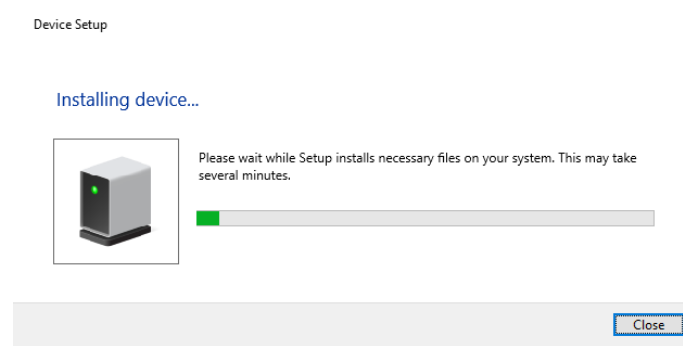 Device Setup
Installing device...
Please wait while Setup installs necessary files on your system. This may take
several minutes.
Close